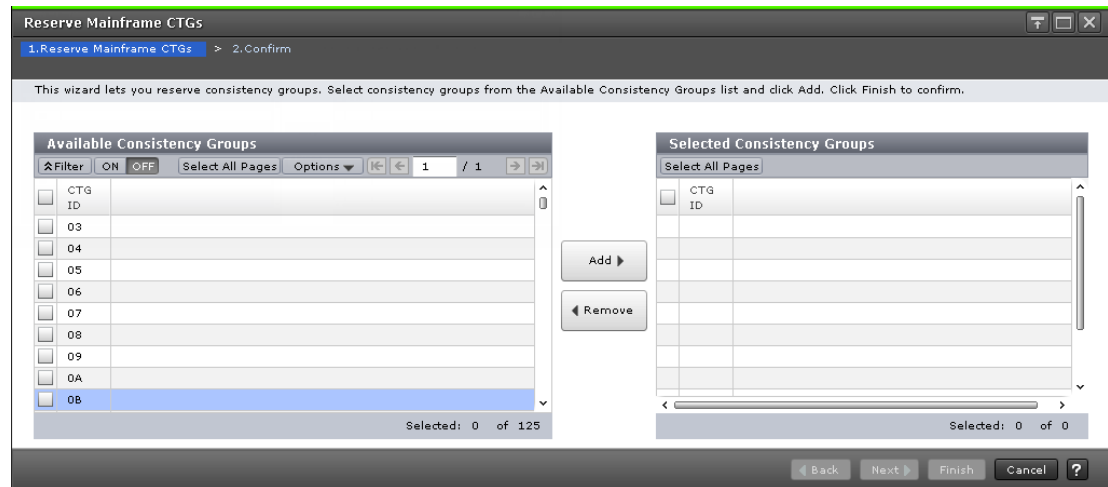 Reserve Mainframe CTGs
1.Reserve Mainframe CTGs > 2.Confirm
This wizard lets you reserve consistency groups. Select consistency groups from the Available Consistency Groups list and click Add. Click Finish to confirm.
Available Consistency Groups
Filter ON OFF Select All Pages Options 1 / 1
CTG
ID
03
04
05
06
07
08
09
0A
0B
Selected: 0 of 125
Add
Remove
Selected Consistency Groups
Select All Pages
CTG
ID
Selected: 0 of 0
Back Next Finish Cancel ?